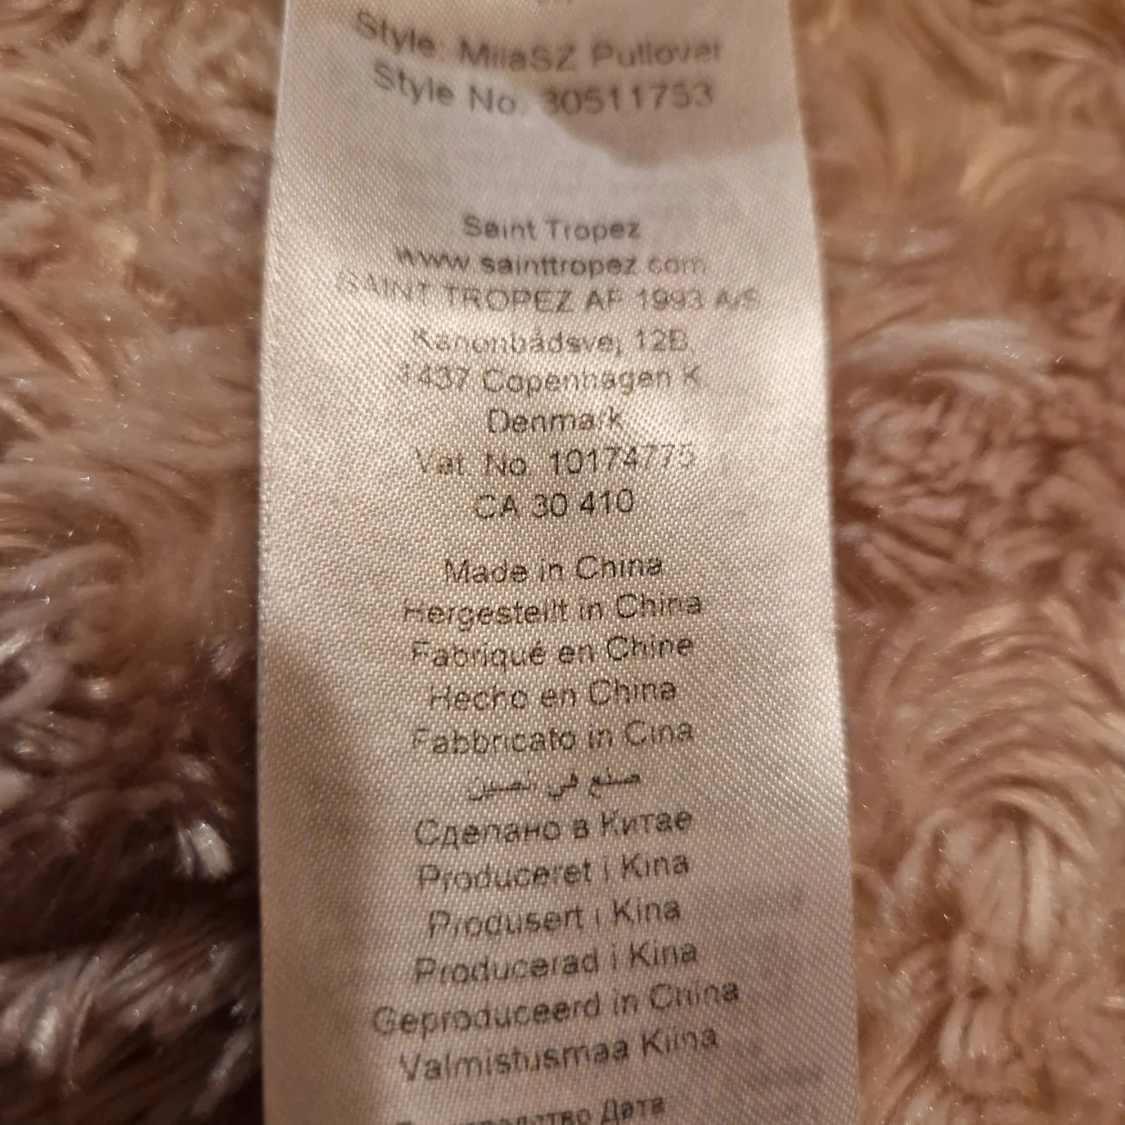 Style: MilaSZ Pullover
Style No. 30511753
Saint Tropez
www.sainttropez.com
SAINT TROPEZ AF 1993 A/S
Kanonbådsvej 12B
1437 Copenhagen K
Denmark
Vat. No. 10174775
CA 30 410
Made in China
Hergestellt in China
Fabriqué en Chine
Hecho en China
Fabbricato in Cina
صنع في الصين
Сделано в Китае
Produceret i Kina
Produsert i Kina
Producerad i Kina
Geproduceerd in China
Valmistusmaa Kiina
Дата